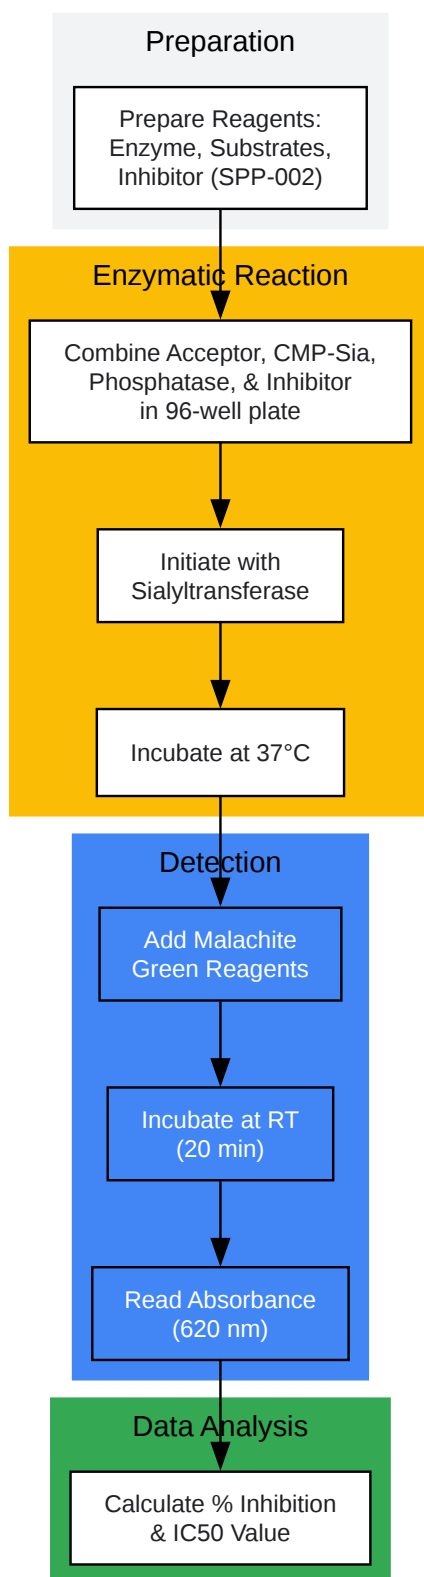 Preparation
Prepare Reagents:
Enzyme, Substrates,
Inhibitor (SPP-002)
Enzymatic Reaction
Combine Acceptor, CMP-Sia,
Phosphatase, & Inhibitor
in 96-well plate
Initiate with
Sialyltransferase
Incubate at 37°C
Detection
Add Malachite
Green Reagents
Incubate at RT
(20 min)
Read Absorbance
(620 nm)
Data Analysis
Calculate % Inhibition
& IC50 Value